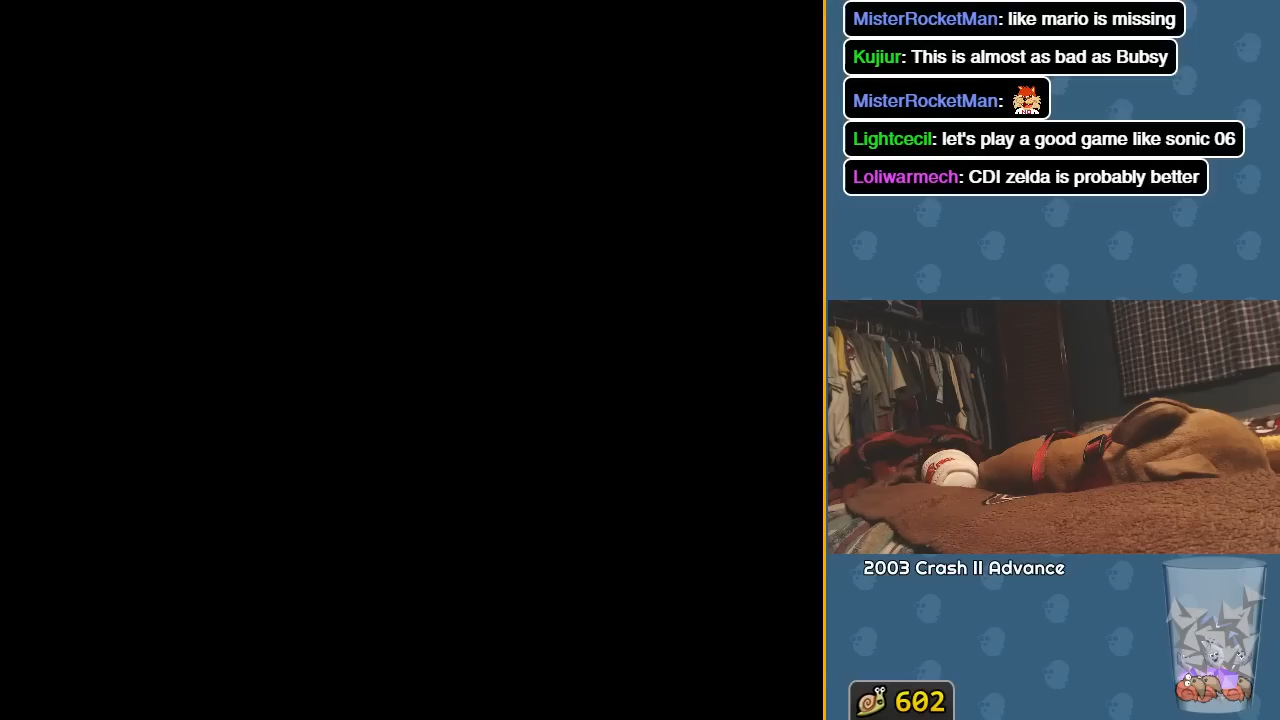 MisterRocketMan: like mario is missing
Kujiur: This is almost as bad as Bubsy
MisterRocketMan:
Lightcecil: let's play a good game like sonic 06
Loliwarmech: CDI zelda is probably better
2003 Crash II Advance
602